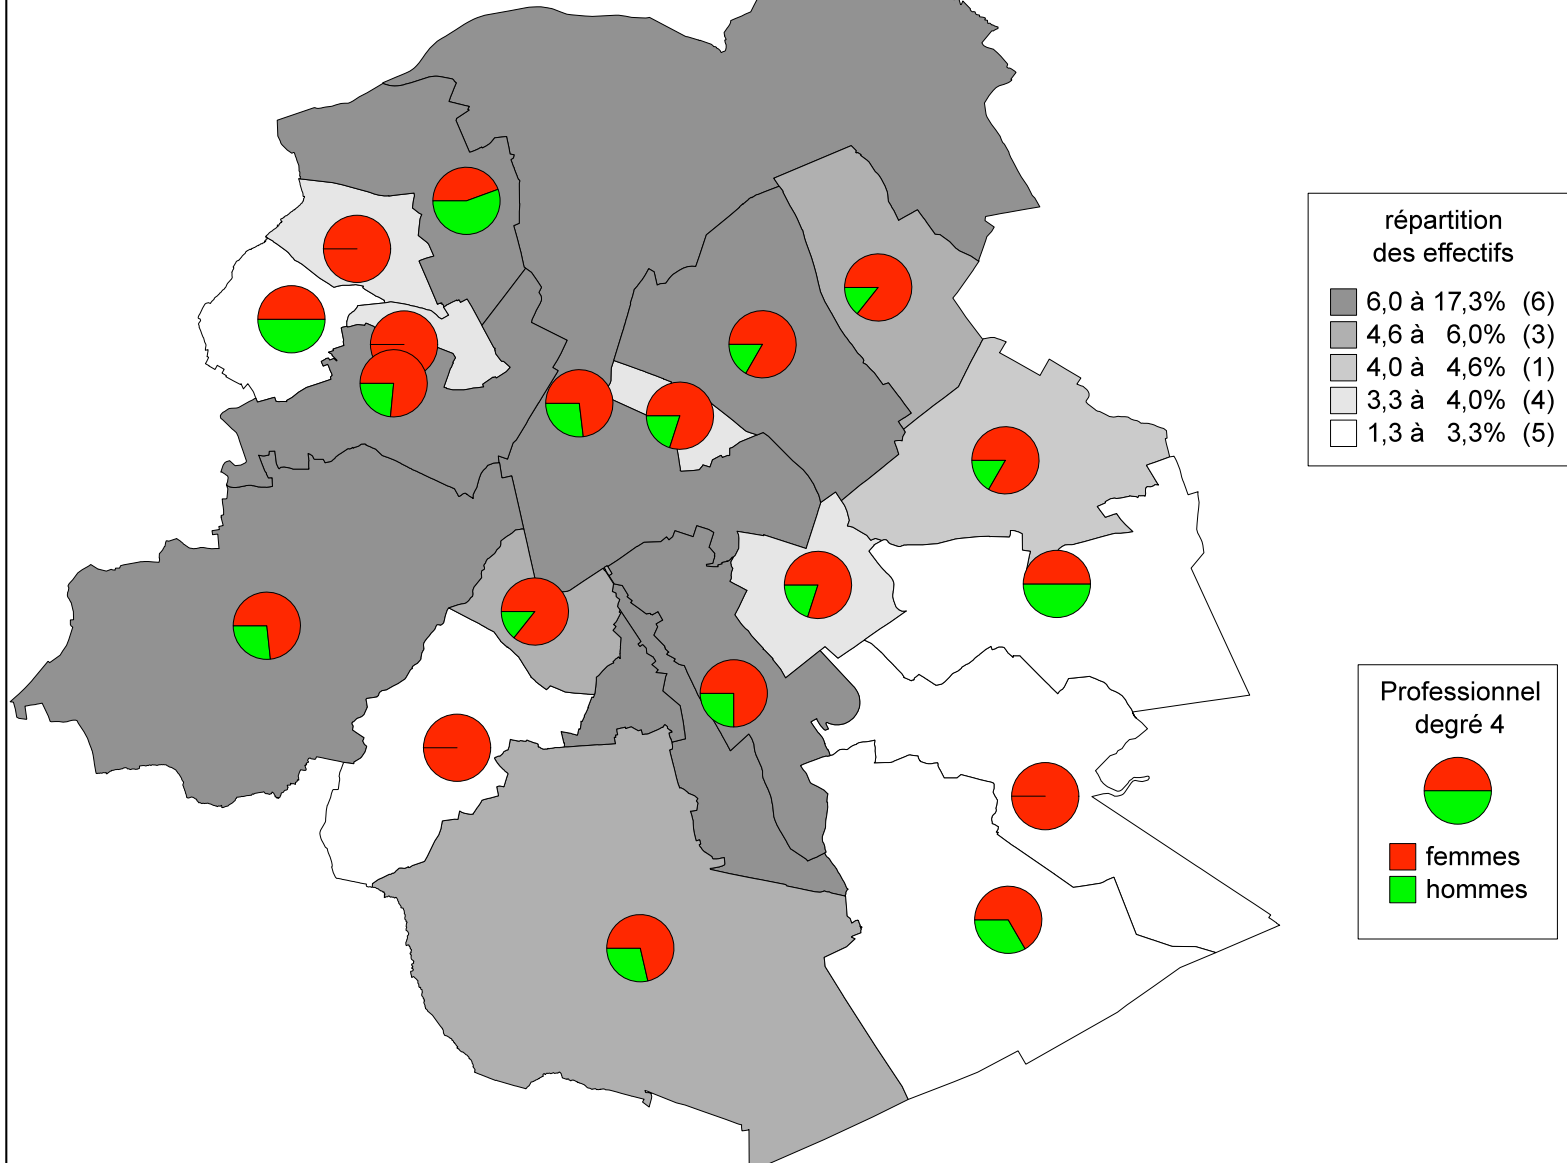 répartition
des effectifs
6,0 à 17,3% (6)
4,6 à 6,0% (3)
4,0 à 4,6% (1)
3,3 à 4,0% (4)
1,3 à 3,3% (5)
Professionnel
degré 4
femmes
hommes